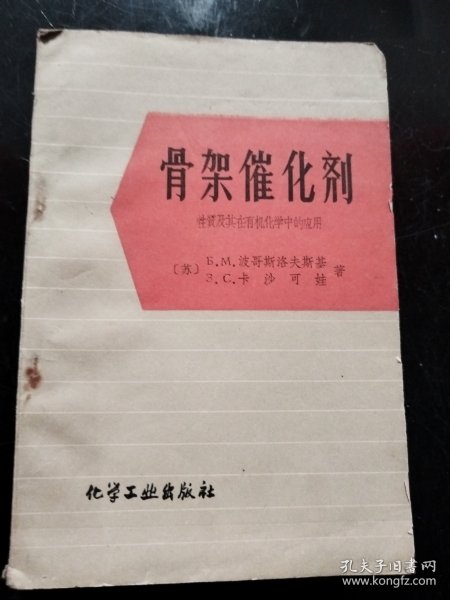 骨架催化剂
性质及其在有机化学中的应用
〔苏〕Б.М.波哥斯洛夫斯基
З.С.卡沙可娃 著
化学工业出版社
孔夫子旧书网
www.kongfz.com